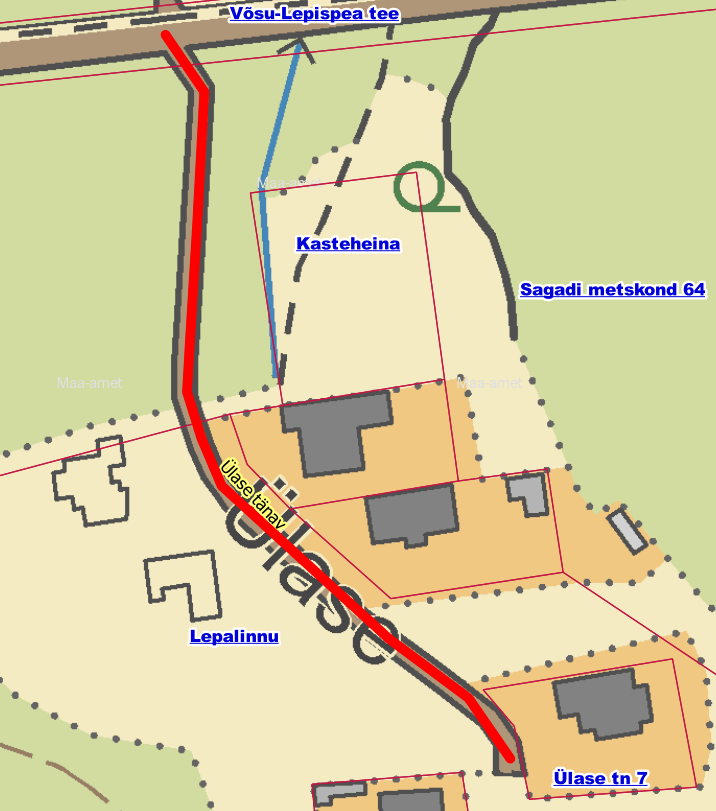 Võsu-Lepispea tee
Maa-amet
Kasteheina
Sagadi metskond 64
Maa-amet
Maa-amet
Ülase tänav
Ülase
Lepalinnu
Ülase tn 7